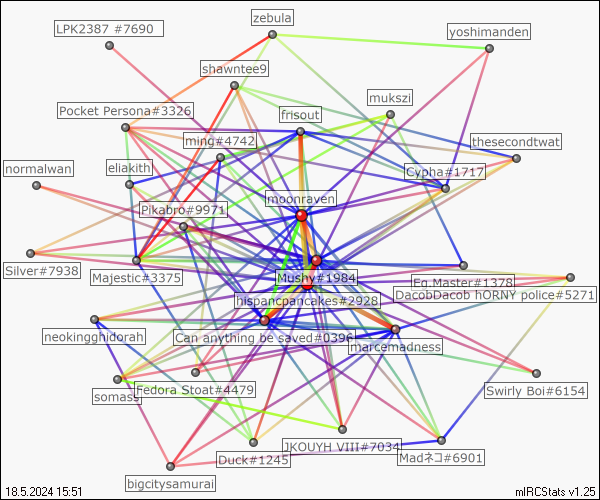 zebula
LPK2387 #7690
yoshimanden
shawntee9
mukszi
Pocket Persona#3326
frisout
ming#4742
thesecondtwat
eliakith
Cypha#1717
normalwan
moonraven
Pikabro#9971
Silver#7938
Majestic#3375
Mushy#1984
Eg.Master#1378
DacobDacob hORNY police#5271
hispancpancakes#2928
neokingghidorah
Can anything be saved#0396
marcemadness
somass
Fedora Stoat#4479
Swirly Boi#6154
JKOUYH VIII#7034
Duck#1245
Madネコ#6901
bigcitysamurai
18.5.2024 15:51
mIRCStats v1.25